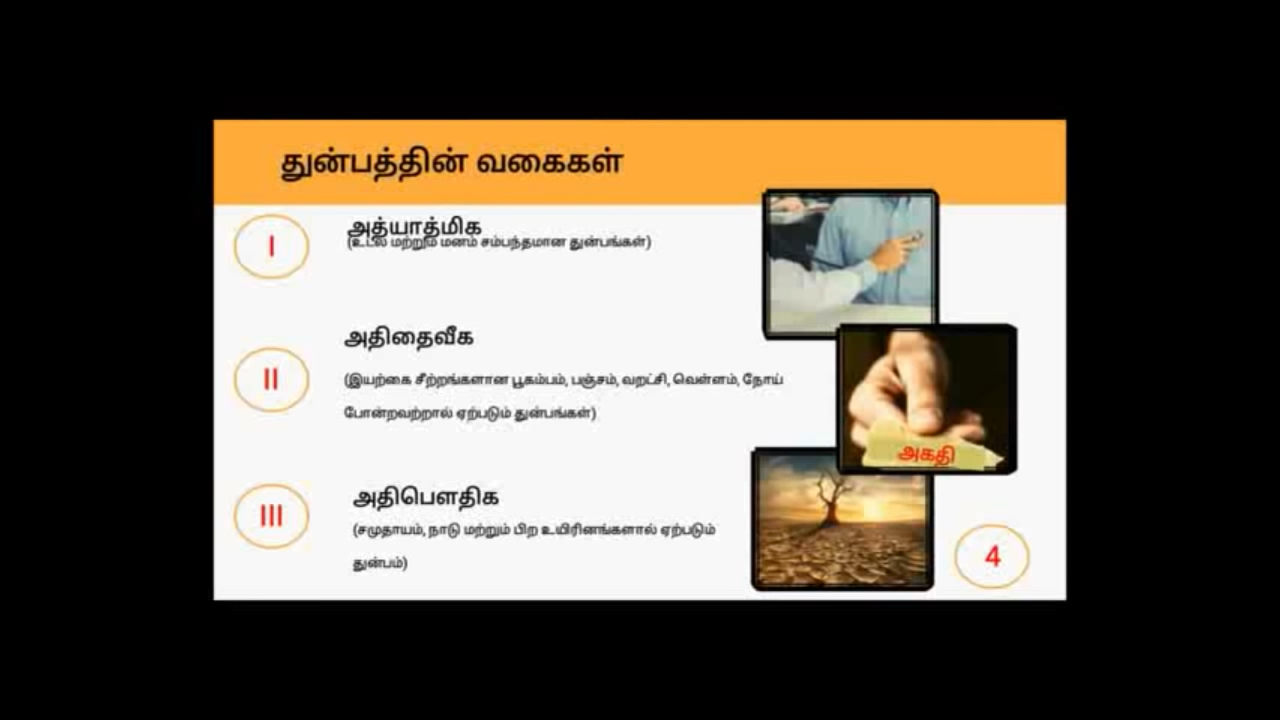 துன்பத்தின் வகைகள்
I
அத்யாத்மிக
(உடல் மற்றும் மனம் சம்பந்தமான துன்பங்கள்)
II
அதிதைவீக
(இயற்கை சீற்றங்களான பூகம்பம், பஞ்சம், வறட்சி, வெள்ளம், நோய்
போன்றவற்றால் ஏற்படும் துன்பங்கள்)
அகதி
III
அதிபௌதிக
(சமுதாயம், நாடு மற்றும் பிற உயிரினங்களால் ஏற்படும்
துன்பம்)
4